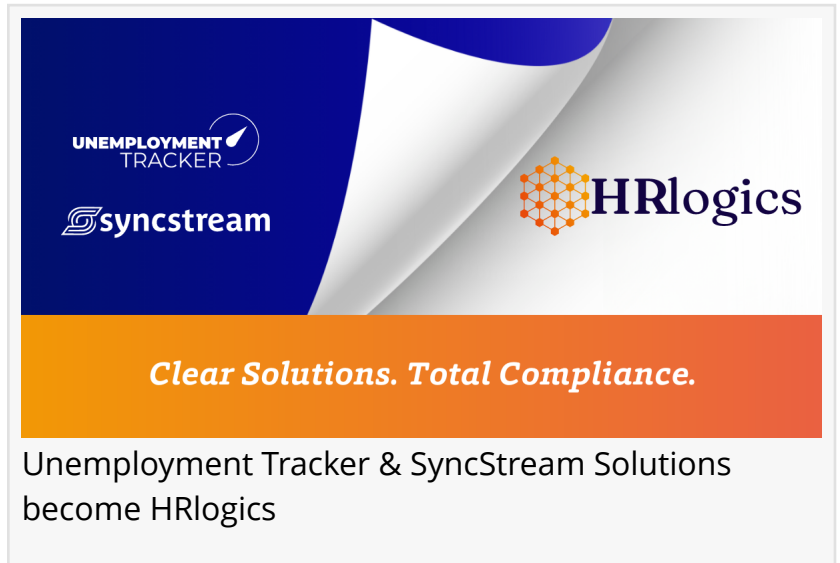 UNEMPLOYMENT
TRACKER
syncstream
HRlogics
Clear Solutions. Total Compliance.
Unemployment Tracker & SyncStream Solutions
become HRlogics